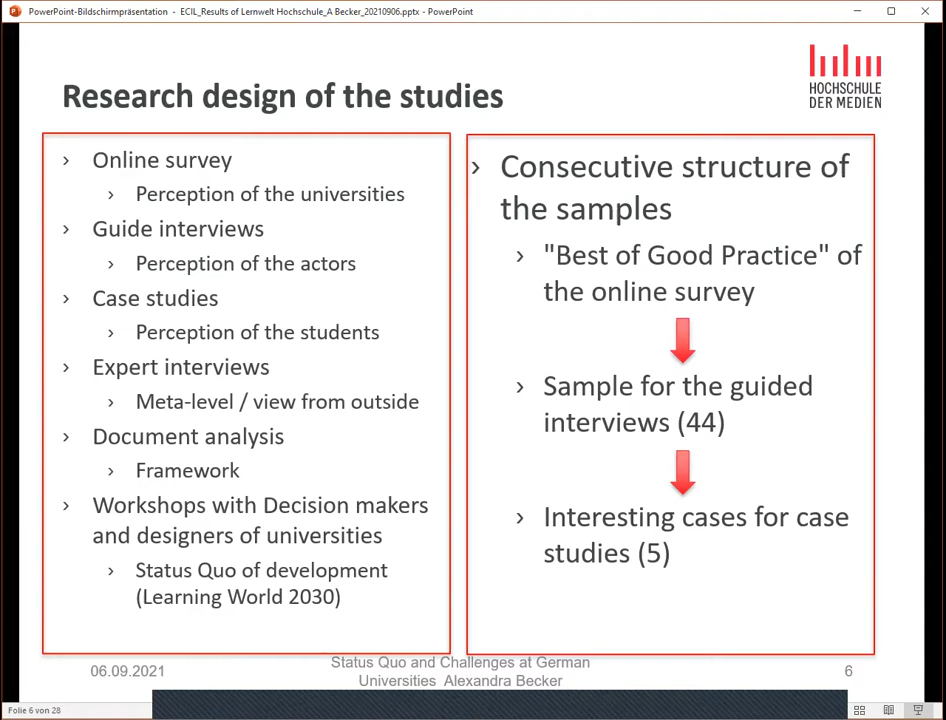 PowerPoint-Bildschirmpräsentation - ECIL_Results of Lernwelt Hochschule_A Becker_20210906.pptx - PowerPoint
Research design of the studies
HOCHSCHULE
DER MEDIEN
› Online survey
› Perception of the universities
› Guide interviews
› Perception of the actors
› Case studies
› Perception of the students
› Expert interviews
› Meta-level / view from outside
› Document analysis
› Framework
› Workshops with Decision makers
and designers of universities
› Status Quo of development
(Learning World 2030)
› Consecutive structure of
the samples
› "Best of Good Practice" of
the online survey
› Sample for the guided
interviews (44)
› Interesting cases for case
studies (5)
06.09.2021
Status Quo and Challenges at German
Universities Alexandra Becker
6
Folie 6 von 28